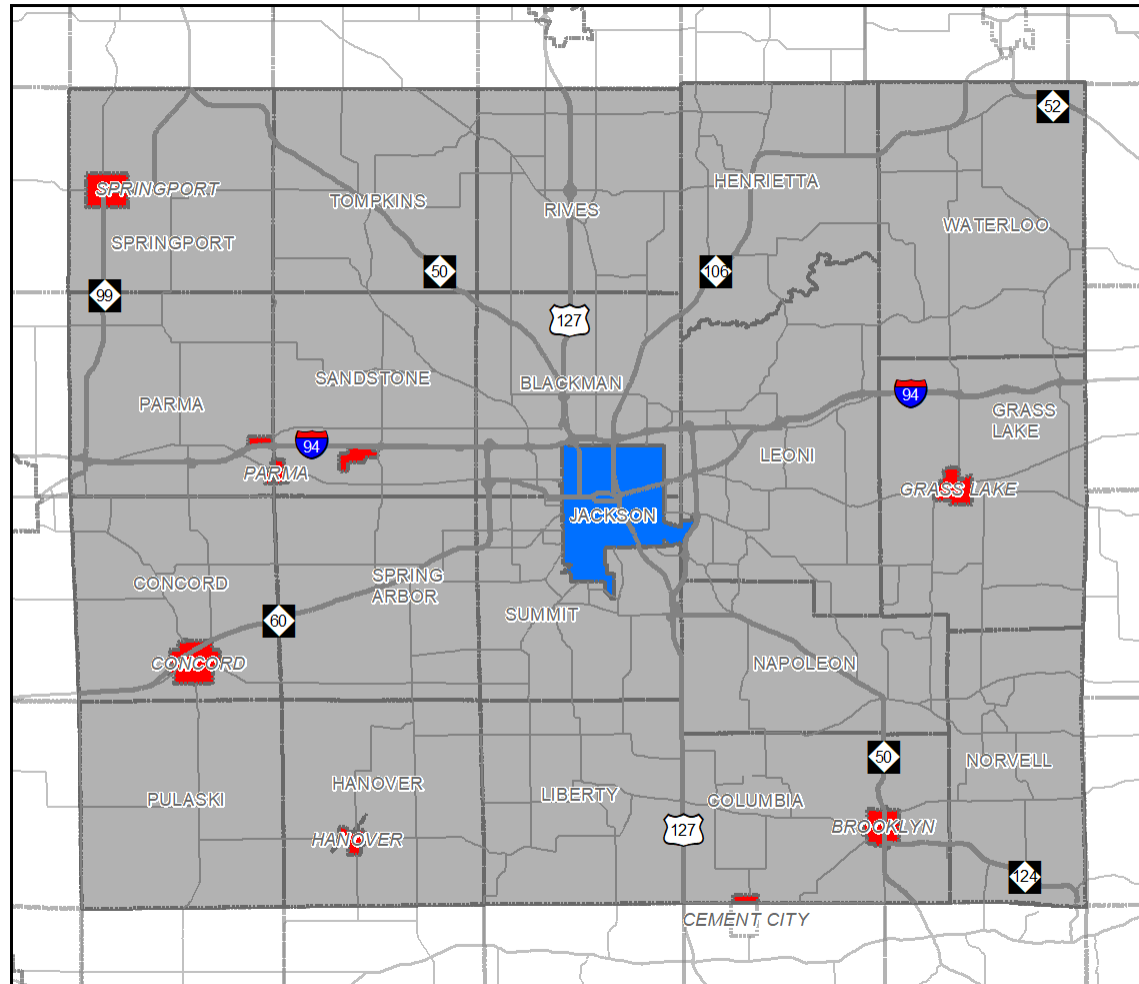 52
HENRIETTA
SPRINGPORT
TOMPKINS
RIVES
WATERLOO
SPRINGPORT
50
106
99
127
SANDSTONE
BLACKMAN
94
PARMA
GRASS
LAKE
94
LEONI
PARMA
GRASS LAKE
JACKSON
CONCORD
SPRING
ARBOR
SUMMIT
60
CONCORD
NAPOLEON
50
NORVELL
HANOVER
PULASKI
LIBERTY
COLUMBIA
127
BROOKLYN
HANOVER
124
CEMENT CITY